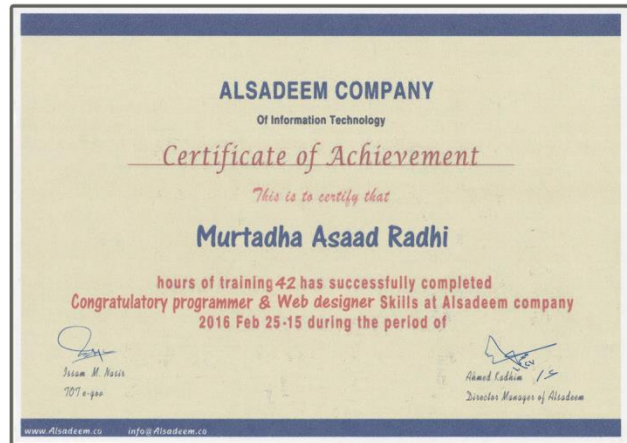 ALSADEEM COMPANY
Of Information Technology
Certificate of Achievement
This is to certify that
Murtadha Asaad Radhi
hours of training 42 has successfully completed
Congratulatory programmer & Web designer Skills at Alsadeem company
2016 Feb 25-15 during the period of
Issam M. Nasir
TOT e-goo
Ahmed Kadhim
Director Manager of Alsadeem
www.Alsadeem.co info@Alsadeem.co